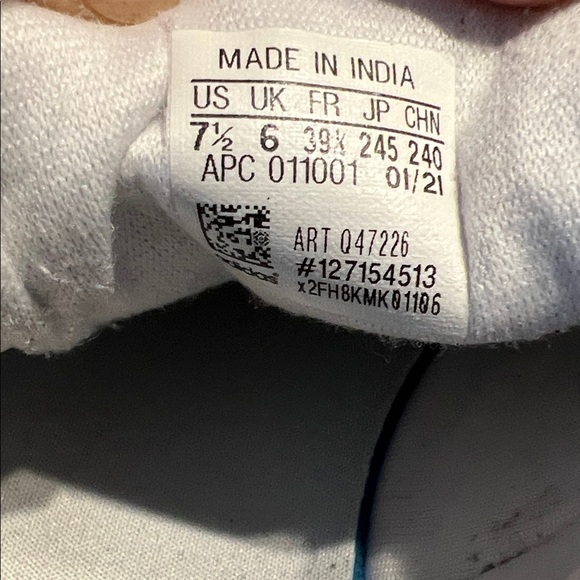 MADE IN INDIA
US UK FR JP CHN
7½ 6 39⅓ 245 240
APC 011001 01/21
ART Q47226
#127154513
x2FH8KMK01106
adidas